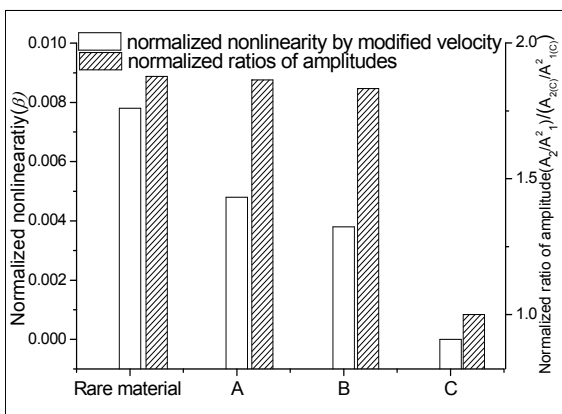 normalized nonlinearity by modified velocity
normalized ratios of amplitudes
Normalized nonlinearatiy(β)
0.010
0.008
0.006
0.004
0.002
0.000
2.0
1.5
1.0
Normalized ratio of amplitude(A2/A²1)/(A2(C)/A²1(C))
Rare material A B C